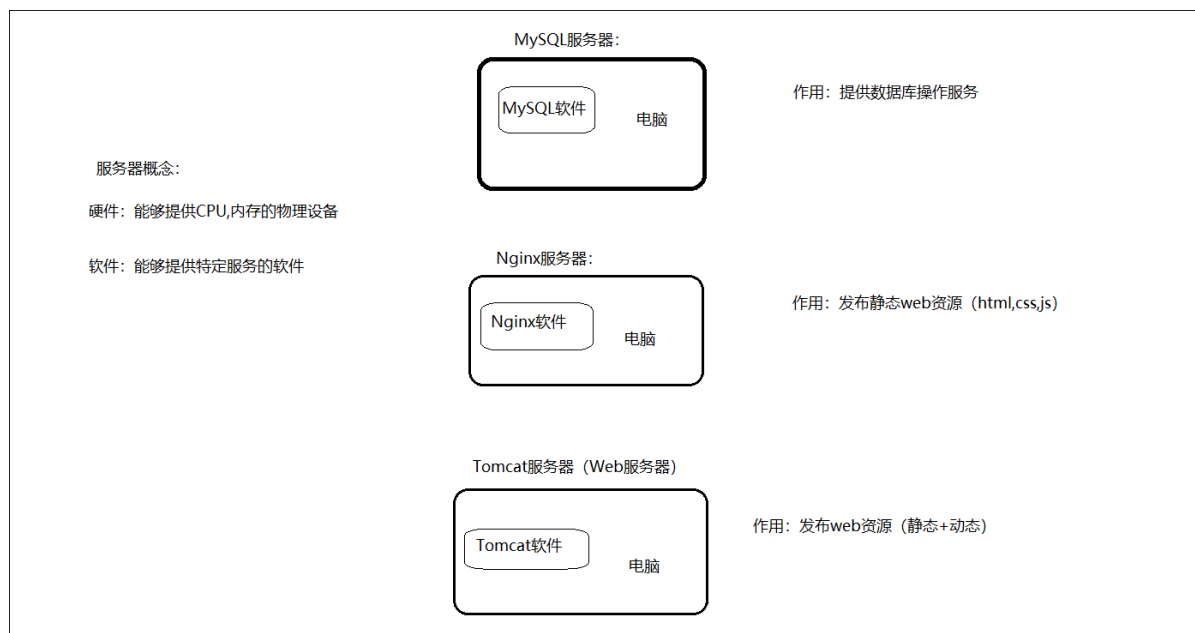 服务器概念：
硬件：能够提供CPU,内存的物理设备
软件：能够提供特定服务的软件
MySQL服务器：
MySQL软件
电脑
作用：提供数据库操作服务
Nginx服务器：
Nginx软件
电脑
作用：发布静态web资源（html,css,js）
Tomcat服务器（Web服务器）
Tomcat软件
电脑
作用：发布web资源（静态+动态）